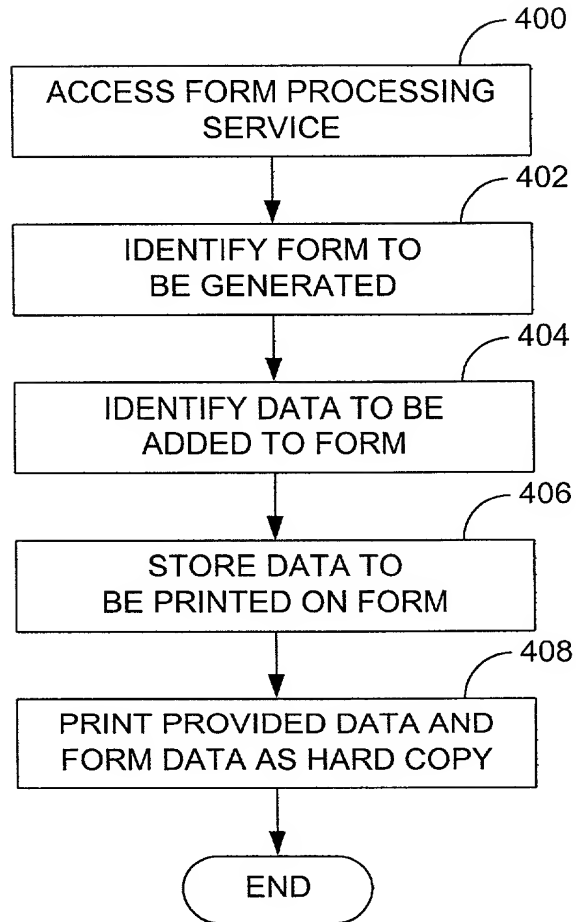 400
ACCESS FORM PROCESSING
SERVICE
402
IDENTIFY FORM TO
BE GENERATED
404
IDENTIFY DATA TO BE
ADDED TO FORM
406
STORE DATA TO
BE PRINTED ON FORM
408
PRINT PROVIDED DATA AND
FORM DATA AS HARD COPY
END